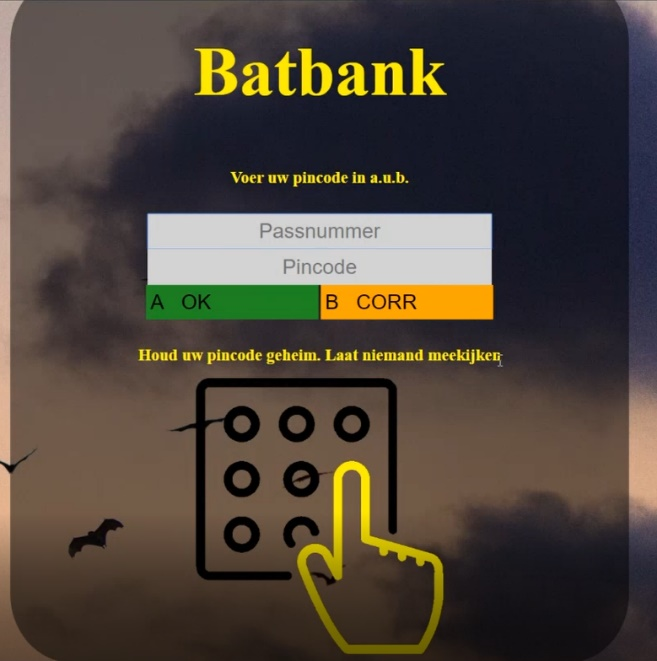 Batbank
Voer uw pincode in a.u.b.
Passnummer
Pincode
A OK B CORR
Houd uw pincode geheim. Laat niemand meekijken